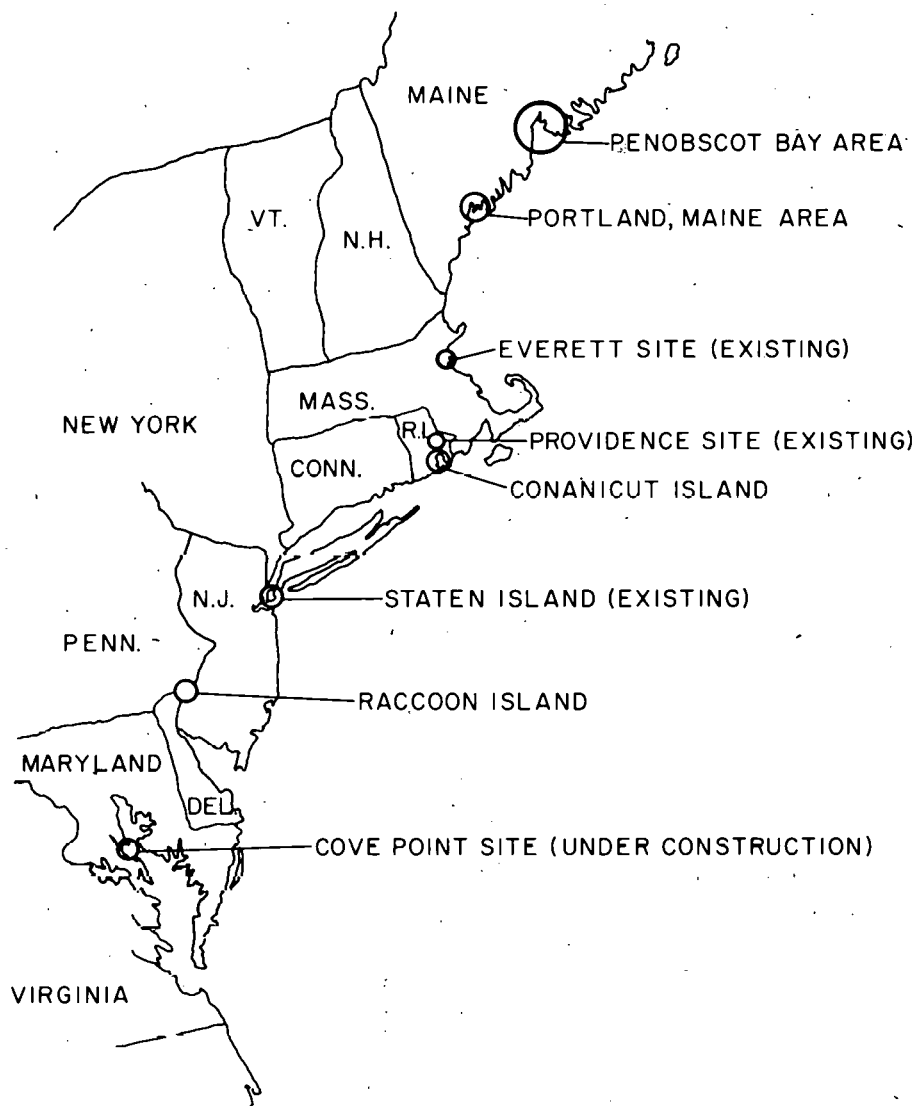 MAINE
PENOBSCOT BAY AREA
PORTLAND, MAINE AREA
VT.
N.H.
EVERETT SITE (EXISTING)
MASS.
NEW YORK
R.I.
PROVIDENCE SITE (EXISTING)
CONN.
CONANICUT ISLAND
N.J.
STATEN ISLAND (EXISTING)
PENN.
RACCOON ISLAND
MARYLAND
DEL.
COVE POINT SITE (UNDER CONSTRUCTION)
VIRGINIA